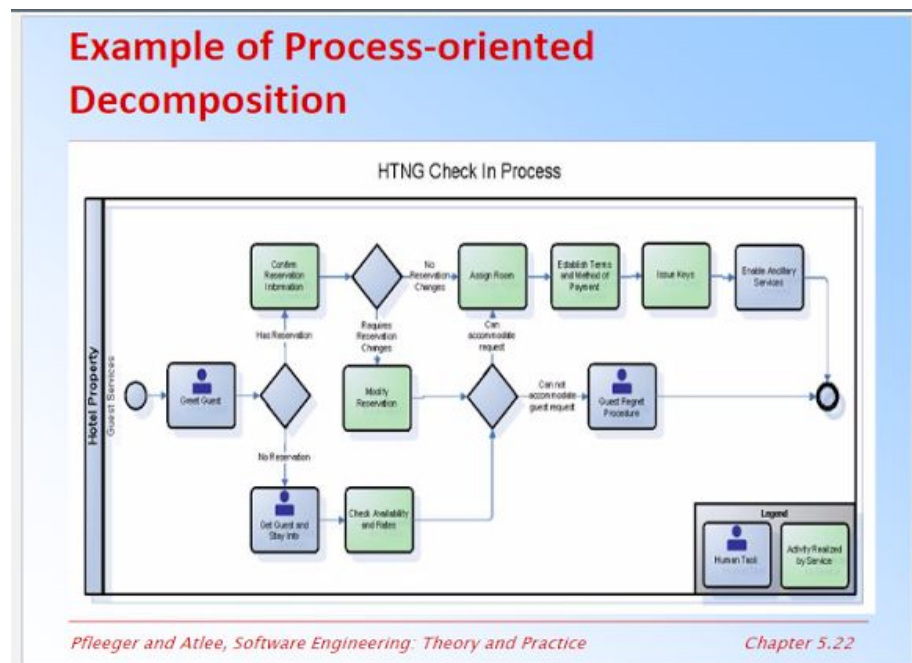 Example of Process-oriented
Decomposition
HTNG Check In Process
Hotel Property
Guest Services
Confirm
Reservation
Information
No
Reservation
Changes
Assign Room
Establish Terms
and Method of
Payment
Issue Keys
Enable Ancillary
Services
Has Reservation
Requires
Reservation
Changes
Can
accommodate
request
Greet Guest
Modify
Reservation
Can not
accommodate
guest request
Guest Regret
Procedure
No Reservation
Get Guest and
Stay Info
Check Availability
and Rates
Legend
Human Task
Activity Realized
by Service
Pfleeger and Atlee, Software Engineering: Theory and Practice
Chapter 5.22